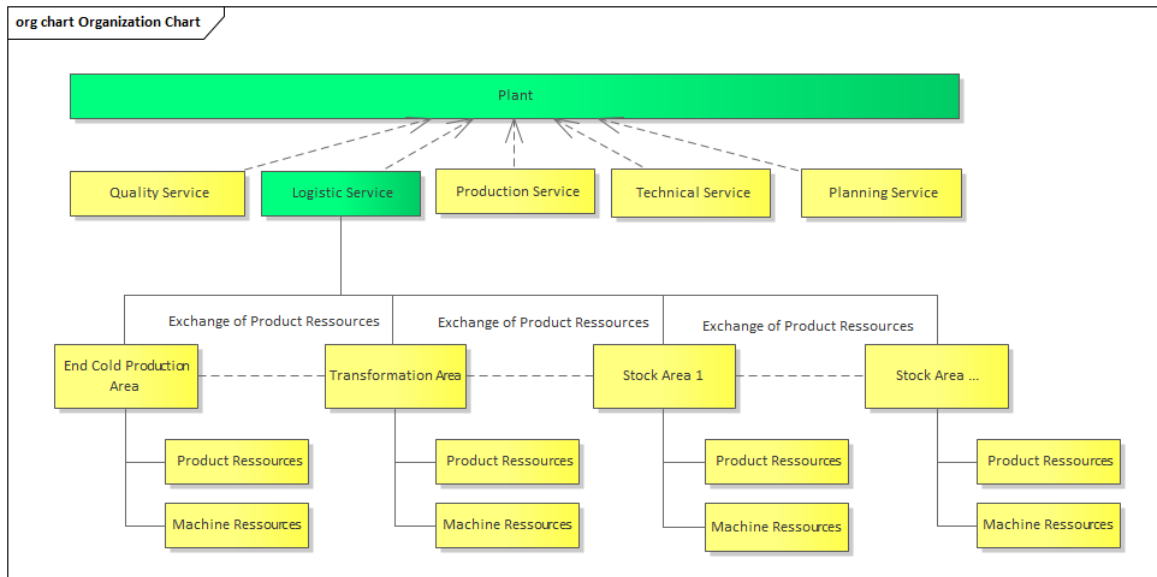 org chart Organization Chart
Plant
Quality Service
Logistic Service
Production Service
Technical Service
Planning Service
Exchange of Product Ressources
Exchange of Product Ressources
Exchange of Product Ressources
End Cold Production
Area
Transformation Area
Stock Area 1
Stock Area ...
Product Ressources
Product Ressources
Product Ressources
Product Ressources
Machine Ressources
Machine Ressources
Machine Ressources
Machine Ressources